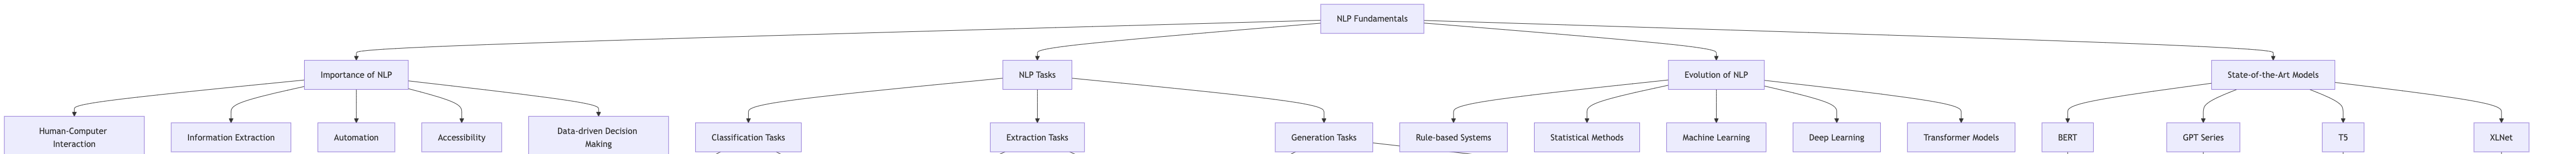 NLP Fundamentals
Importance of NLP
NLP Tasks
Evolution of NLP
State-of-the-Art Models
Human-Computer
Interaction
Information Extraction
Automation
Accessibility
Data-driven Decision
Making
Classification Tasks
Extraction Tasks
Generation Tasks
Rule-based Systems
Statistical Methods
Machine Learning
Deep Learning
Transformer Models
BERT
GPT Series
T5
XLNet